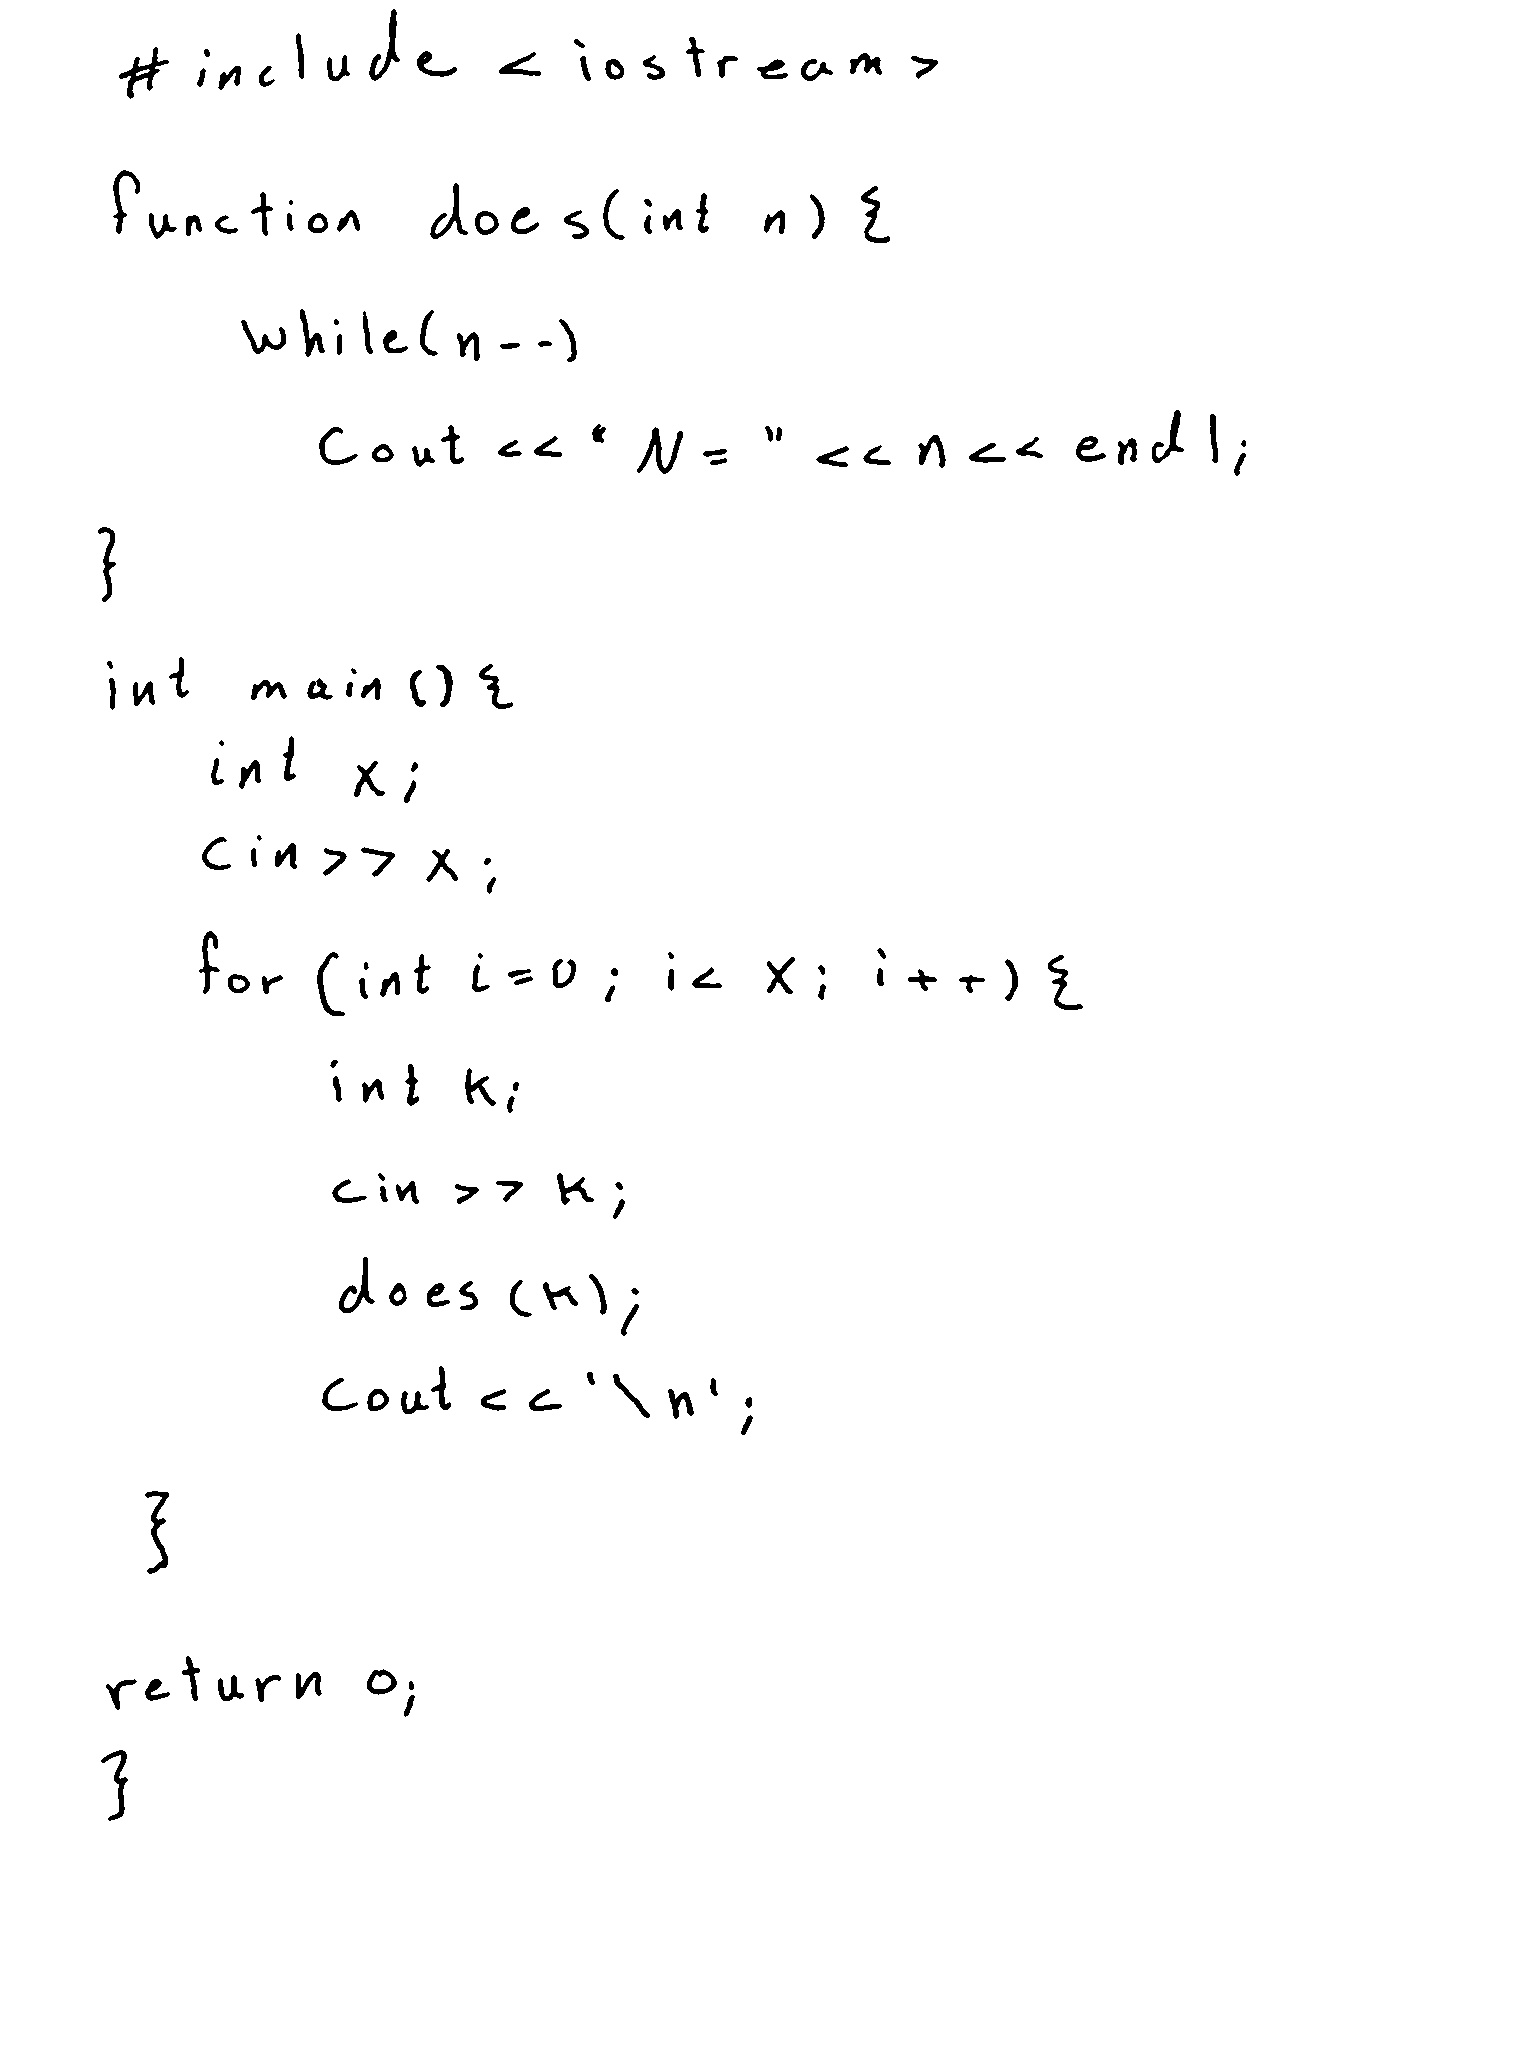 #include <iostream>
function does(int n){
while(n--)
cout <<"N=" <<n<< endl;
}
int main(){
int x;
cin>> x;
for (int i=0; i< x; i++){
int k;
cin >> k;
does(k);
cout <<'\n';
}
return 0;
}